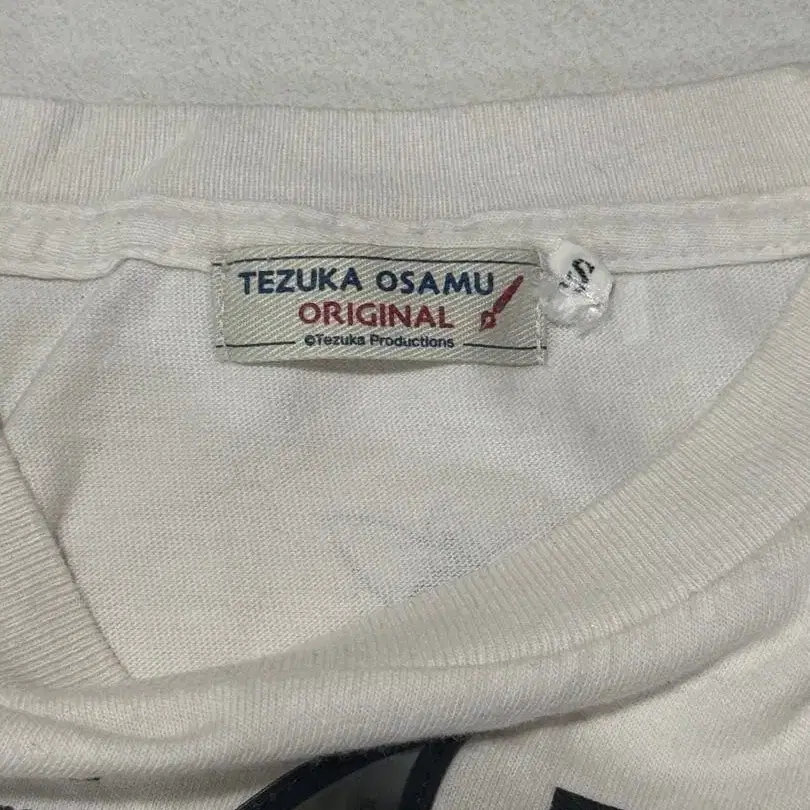 TEZUKA OSAMU
ORIGINAL
©Tezuka Productions
S